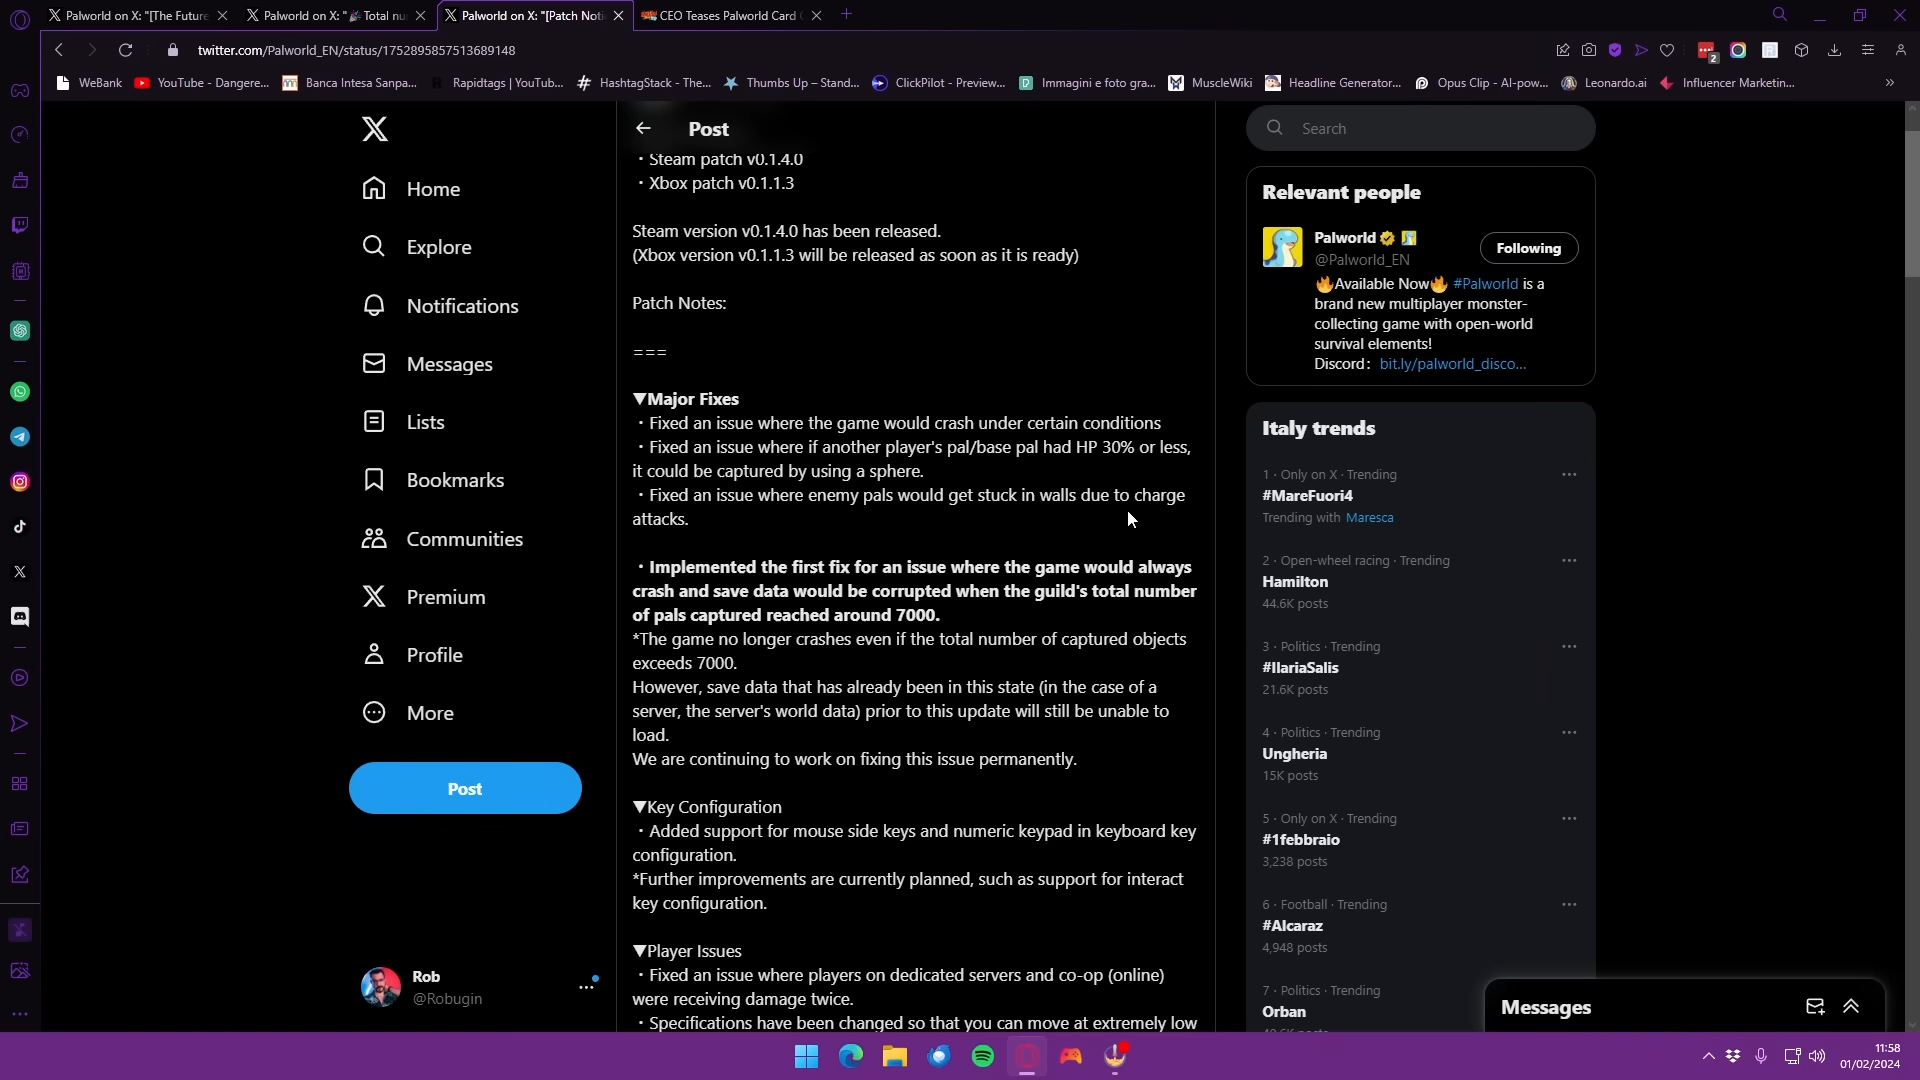 Palworld on X: "[The Future
Palworld on X: "🎉Total nu
Palworld on X: "[Patch Noti
CEO Teases Palworld Card
twitter.com/Palworld_EN/status/1752895857513689148
2
WeBank
YouTube - Dangere...
Banca Intesa Sanpa...
Rapidtags | YouTub...
HashtagStack - The...
Thumbs Up – Stand...
ClickPilot - Preview...
Immagini e foto gra...
MuscleWiki
Headline Generator...
Opus Clip - AI-pow...
Leonardo.ai
Influencer Marketin...
Home
Explore
Notifications
Messages
Lists
Bookmarks
Communities
Premium
Profile
More
Post
Rob
@Robugin
Post
・Steam patch v0.1.4.0
・Xbox patch v0.1.1.3
Steam version v0.1.4.0 has been released.
(Xbox version v0.1.1.3 will be released as soon as it is ready)
Patch Notes:
===
▼Major Fixes
・Fixed an issue where the game would crash under certain conditions
・Fixed an issue where if another player's pal/base pal had HP 30% or less,
it could be captured by using a sphere.
・Fixed an issue where enemy pals would get stuck in walls due to charge
attacks.
・Implemented the first fix for an issue where the game would always
crash and save data would be corrupted when the guild's total number
of pals captured reached around 7000.
*The game no longer crashes even if the total number of captured objects
exceeds 7000.
However, save data that has already been in this state (in the case of a
server, the server's world data) prior to this update will still be unable to
load.
We are continuing to work on fixing this issue permanently.
▼Key Configuration
・Added support for mouse side keys and numeric keypad in keyboard key
configuration.
*Further improvements are currently planned, such as support for interact
key configuration.
▼Player Issues
・Fixed an issue where players on dedicated servers and co-op (online)
were receiving damage twice.
・Specifications have been changed so that you can move at extremely low
Search
Relevant people
Palworld
@Palworld_EN
Following
🔥Available Now🔥 #Palworld is a
brand new multiplayer monster-
collecting game with open-world
survival elements!
Discord： bit.ly/palworld_disco...
Italy trends
1 · Only on X · Trending
#MareFuori4
Trending with Maresca
2 · Open-wheel racing · Trending
Hamilton
44.6K posts
3 · Politics · Trending
#IlariaSalis
21.6K posts
4 · Politics · Trending
Ungheria
15K posts
5 · Only on X · Trending
#1febbraio
3,238 posts
6 · Football · Trending
#Alcaraz
4,948 posts
7 · Politics · Trending
Orban
Messages
11:58
01/02/2024